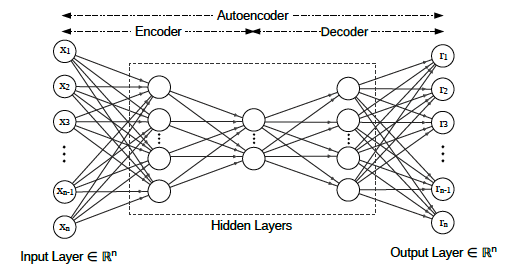 Autoencoder
Encoder
Decoder
x1
x2
x3
xn-1
xn
r1
r2
r3
rn-1
rn
Hidden Layers
Input Layer ∈ ℝⁿ
Output Layer ∈ ℝⁿ